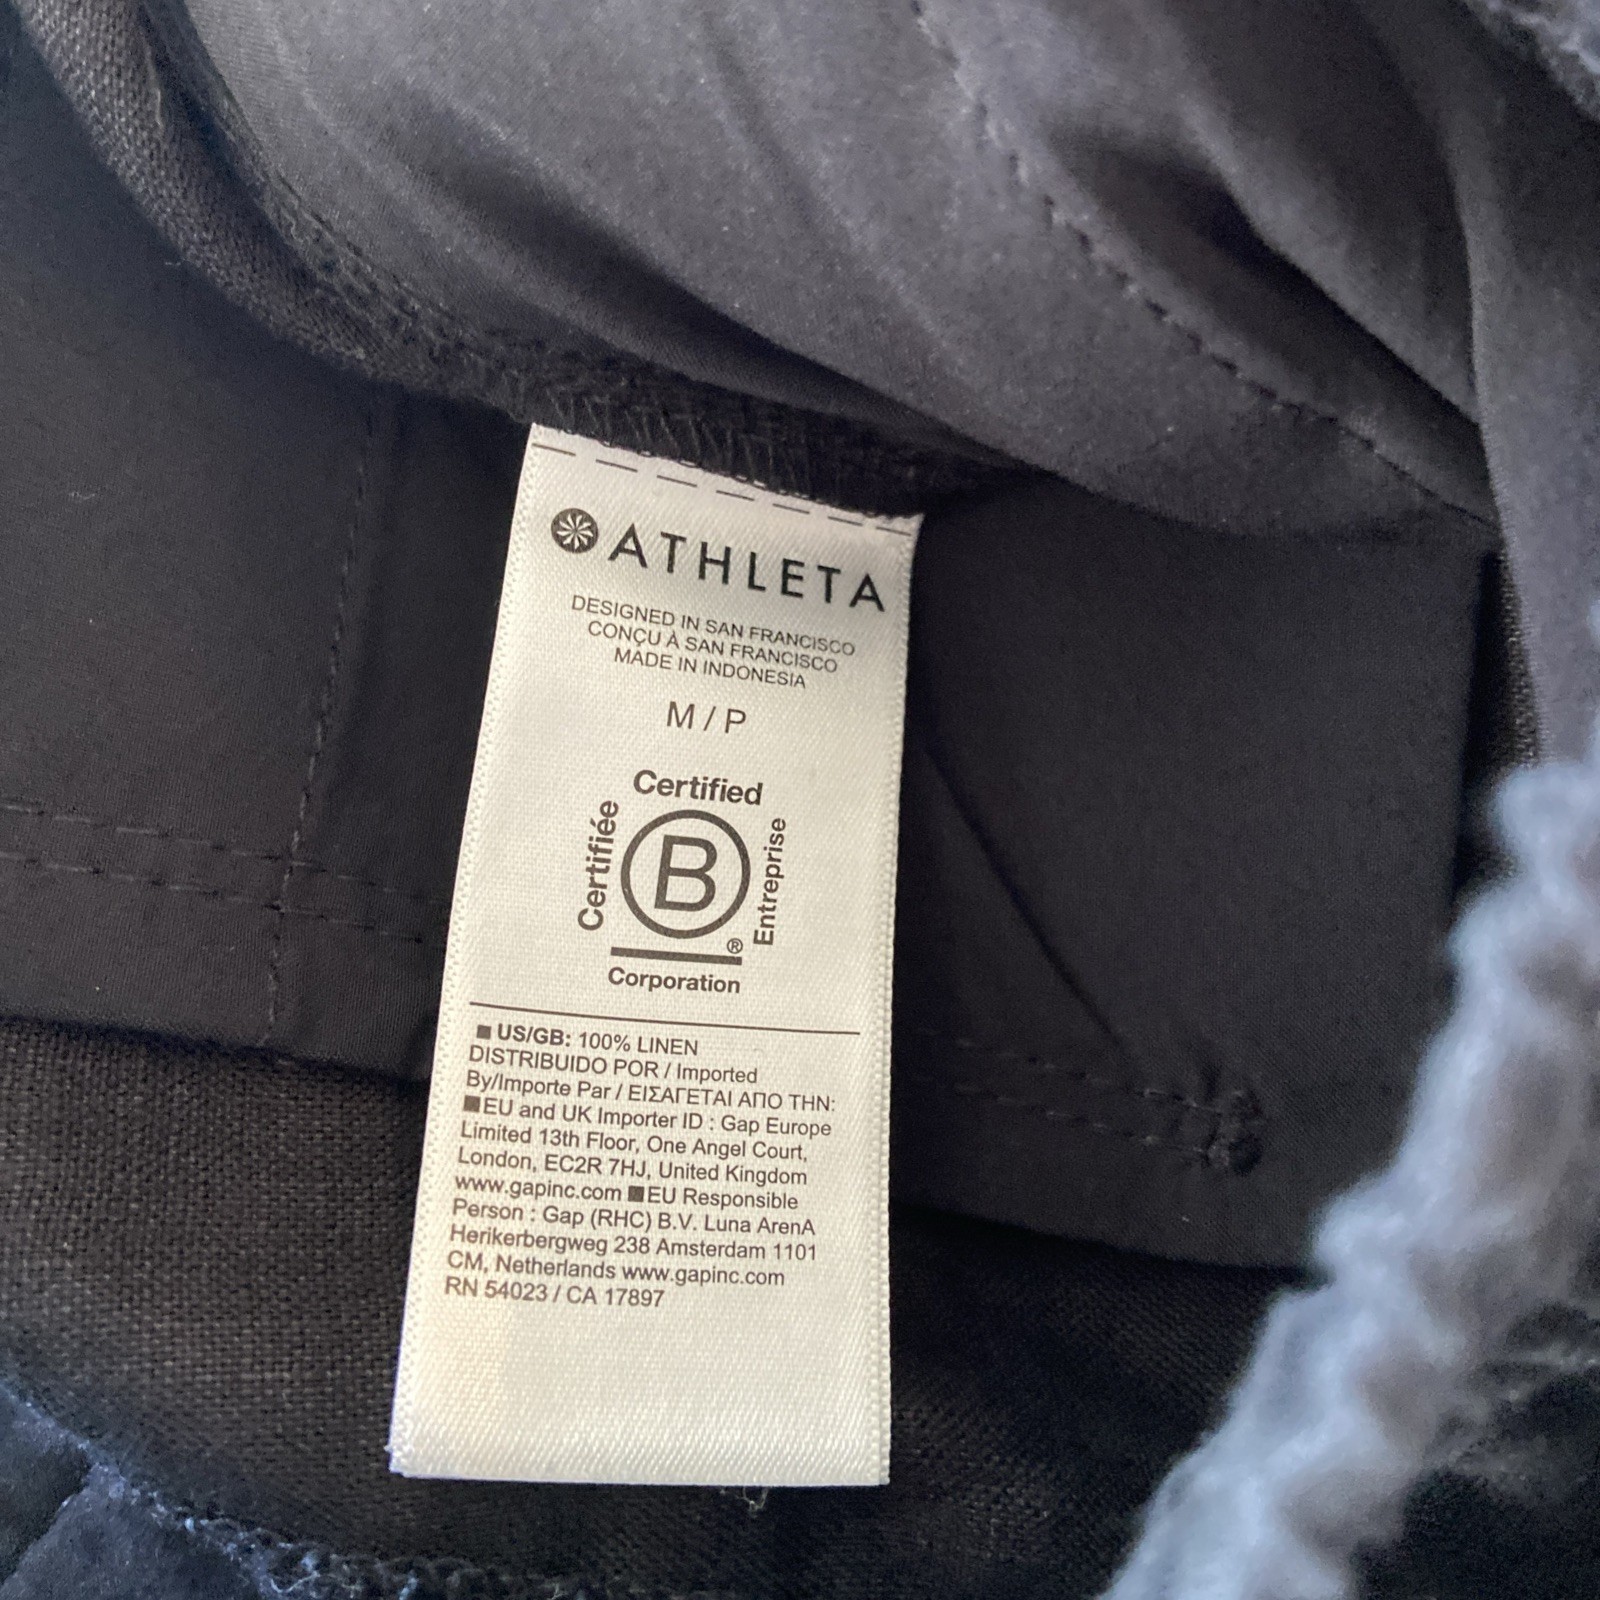 ATHLETA
DESIGNED IN SAN FRANCISCO
CONÇU À SAN FRANCISCO
MADE IN INDONESIA
M / P
Certified
Certifiée
B
Entreprise
®
Corporation
■ US/GB: 100% LINEN
DISTRIBUIDO POR / Imported
By/Importe Par / ΕΙΣΑΓΕΤΑΙ ΑΠΟ ΤΗΝ:
■EU and UK Importer ID : Gap Europe
Limited 13th Floor, One Angel Court,
London, EC2R 7HJ, United Kingdom
www.gapinc.com ■EU Responsible
Person : Gap (RHC) B.V. Luna ArenA
Herikerbergweg 238 Amsterdam 1101
CM, Netherlands www.gapinc.com
RN 54023 / CA 17897